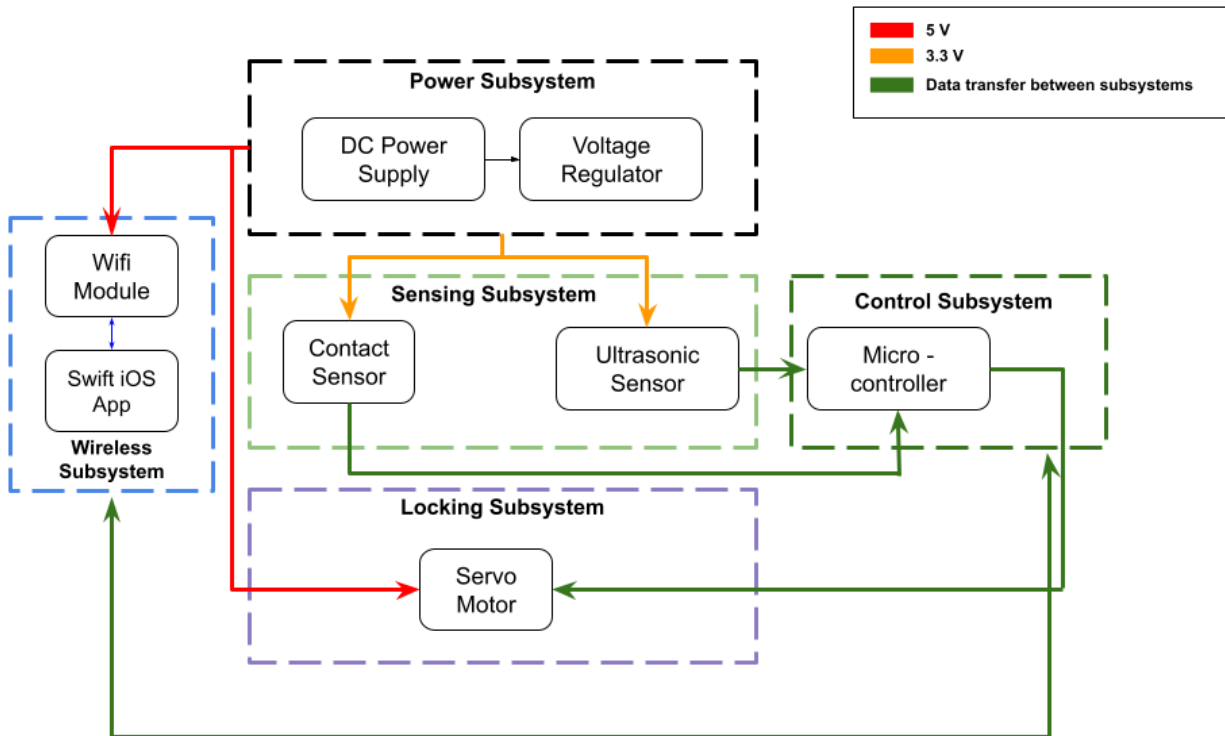 5 V
3.3 V
Data transfer between subsystems
Power Subsystem
DC Power
Supply
Voltage
Regulator
Wifi
Module
Swift iOS
App
Wireless
Subsystem
Sensing Subsystem
Contact
Sensor
Ultrasonic
Sensor
Control Subsystem
Micro -
controller
Locking Subsystem
Servo
Motor